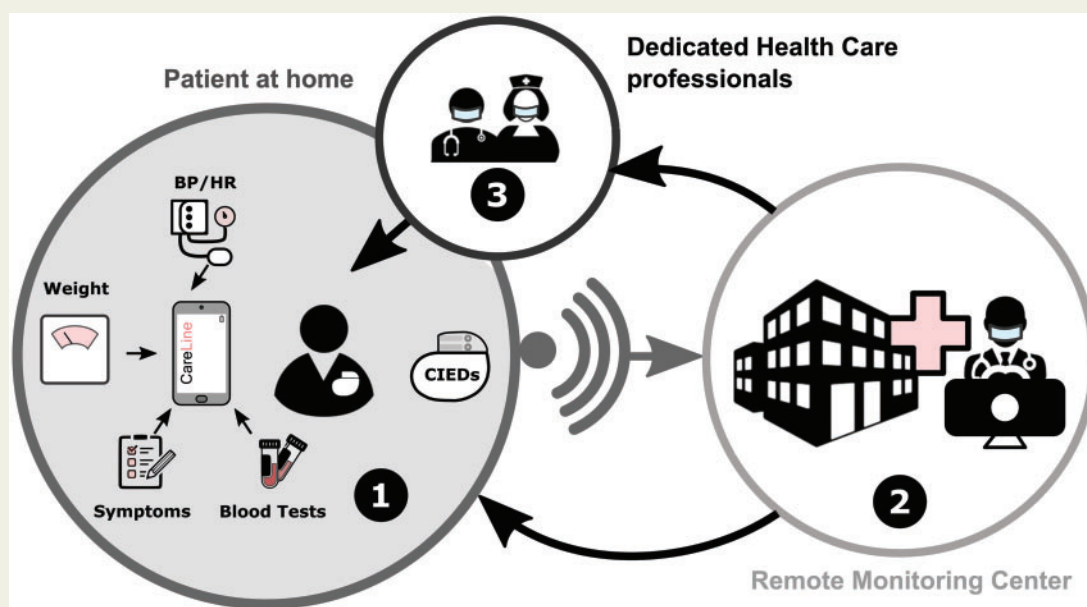 Dedicated Health Care
professionals
Patient at home
3
BP/HR
Weight
CareLine
CIEDs
Symptoms
Blood Tests
1
2
Remote Monitoring Center